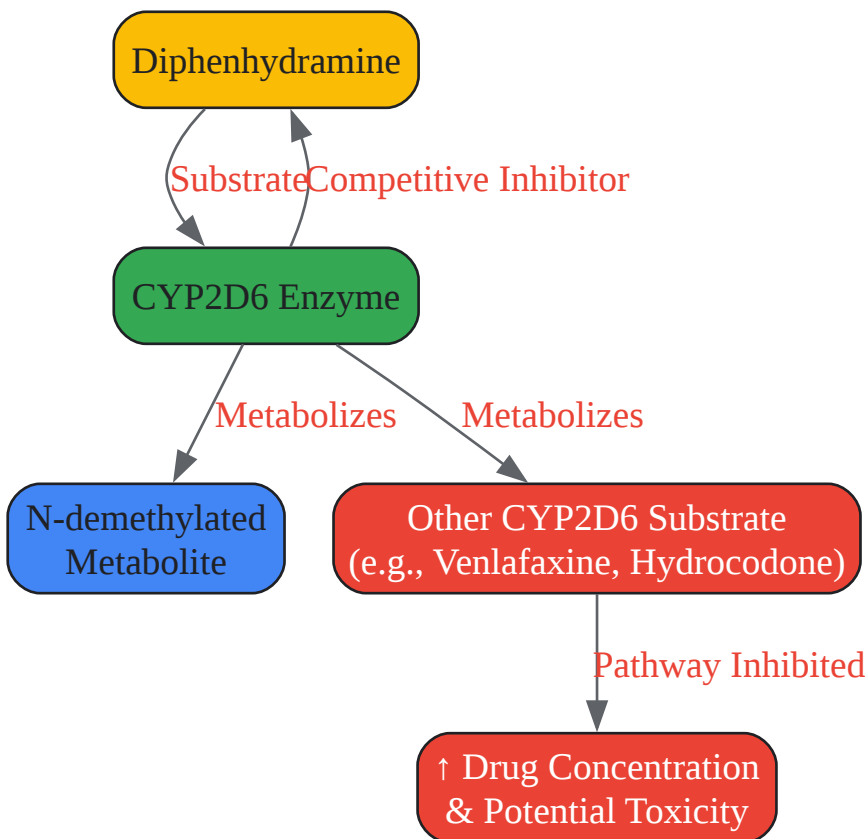 Diphenhydramine
Substrate
Competitive Inhibitor
CYP2D6 Enzyme
Metabolizes
Metabolizes
N-demethylated
Metabolite
Other CYP2D6 Substrate
(e.g., Venlafaxine, Hydrocodone)
Pathway Inhibited
↑ Drug Concentration
& Potential Toxicity